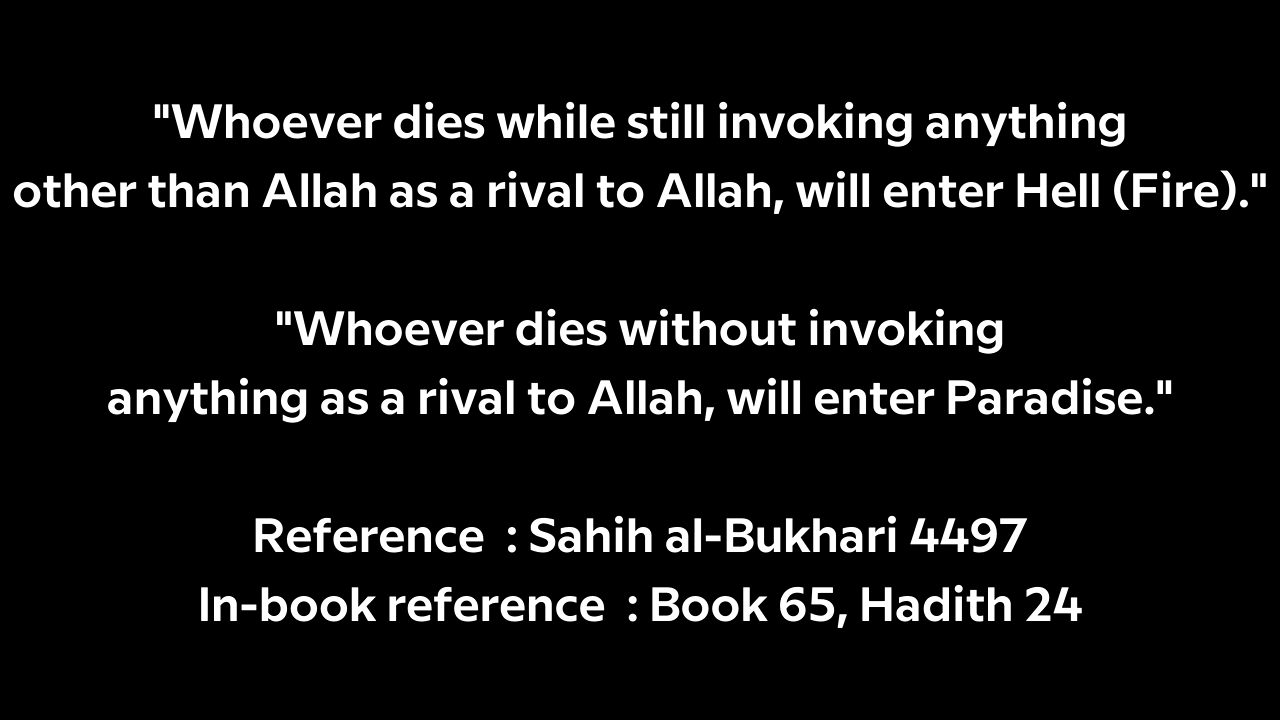 "Whoever dies while still invoking anything
other than Allah as a rival to Allah, will enter Hell (Fire)."
"Whoever dies without invoking
anything as a rival to Allah, will enter Paradise."
Reference  : Sahih al-Bukhari 4497
In-book reference  : Book 65, Hadith 24